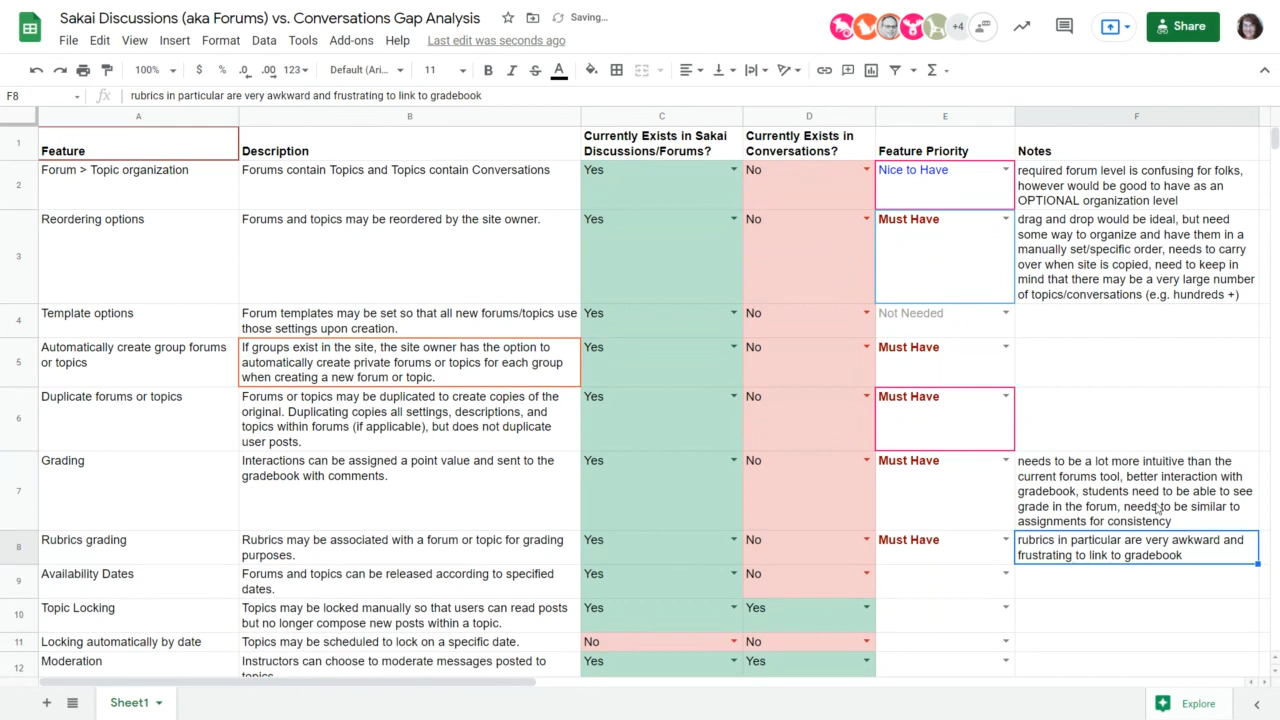 Sakai Discussions (aka Forums) vs. Conversations Gap Analysis
Saving...
+4
Share
File Edit View Insert Format Data Tools Add-ons Help Last edit was seconds ago
100% $ % .0 .00 123 Default (Ari... 11 B I S A
F8 fx rubrics in particular are very awkward and frustrating to link to gradebook
A B C D E F
1
Feature
Description
Currently Exists in Sakai
Discussions/Forums?
Currently Exists in
Conversations?
Feature Priority
Notes
2
Forum > Topic organization
Forums contain Topics and Topics contain Conversations
Yes
No
Nice to Have
required forum level is confusing for folks,
however would be good to have as an
OPTIONAL organization level
3
Reordering options
Forums and topics may be reordered by the site owner.
Yes
No
Must Have
drag and drop would be ideal, but need
some way to organize and have them in a
manually set/specific order, needs to carry
over when site is copied, need to keep in
mind that there may be a very large number
of topics/conversations (e.g. hundreds +)
4
Template options
Forum templates may be set so that all new forums/topics use
those settings upon creation.
Yes
No
Not Needed
5
Automatically create group forums
or topics
If groups exist in the site, the site owner has the option to
automatically create private forums or topics for each group
when creating a new forum or topic.
Yes
No
Must Have
6
Duplicate forums or topics
Forums or topics may be duplicated to create copies of the
original. Duplicating copies all settings, descriptions, and
topics within forums (if applicable), but does not duplicate
user posts.
Yes
No
Must Have
7
Grading
Interactions can be assigned a point value and sent to the
gradebook with comments.
Yes
No
Must Have
needs to be a lot more intuitive than the
current forums tool, better interaction with
gradebook, students need to be able to see
grade in the forum, needs to be similar to
assignments for consistency
8
Rubrics grading
Rubrics may be associated with a forum or topic for grading
purposes.
Yes
No
Must Have
rubrics in particular are very awkward and
frustrating to link to gradebook
9
Availability Dates
Forums and topics can be released according to specified
dates.
Yes
No
10
Topic Locking
Topics may be locked manually so that users can read posts
but no longer compose new posts within a topic.
Yes
Yes
11
Locking automatically by date
Topics may be scheduled to lock on a specific date.
No
No
12
Moderation
Instructors can choose to moderate messages posted to
topics.
Yes
Yes
Sheet1
Explore